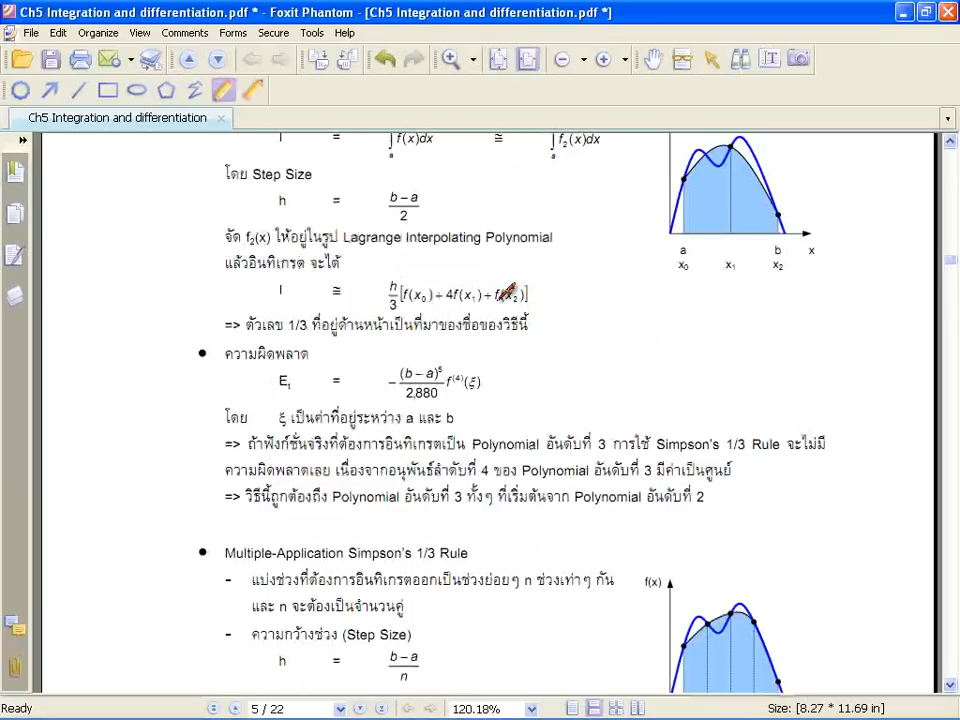 Ch5 Integration and differentiation.pdf * - Foxit Phantom - [Ch5 Integration and differentiation.pdf *]
File Edit Organize View Comments Forms Secure Tools Help
Ch5 Integration and differentiation
I = ∫ₐ f(x)dx ≅ ∫ₐ f₂(x)dx
โดย Step Size
h = (b – a)/2
จัด f₂(x) ให้อยู่ในรูป Lagrange Interpolating Polynomial
แล้วอินทิเกรต จะได้
a b x
x₀ x₁ x₂
I ≅ h/3 [f(x₀) + 4f(x₁) + f(x₂)]
=> ตัวเลข 1/3 ที่อยู่ด้านหน้าเป็นที่มาของชื่อของวิธีนี้
● ความผิดพลาด
Eₜ = – (b – a)⁵/2,880 f⁽⁴⁾(ξ)
โดย ξ เป็นค่าที่อยู่ระหว่าง a และ b
=> ถ้าฟังก์ชั่นจริงที่ต้องการอินทิเกรตเป็น Polynomial อันดับที่ 3 การใช้ Simpson's 1/3 Rule จะไม่มี
ความผิดพลาดเลย เนื่องจากอนุพันธ์ลำดับที่ 4 ของ Polynomial อันดับที่ 3 มีค่าเป็นศูนย์
=> วิธีนี้ถูกต้องถึง Polynomial อันดับที่ 3 ทั้งๆ ที่เริ่มต้นจาก Polynomial อันดับที่ 2
● Multiple-Application Simpson's 1/3 Rule
- แบ่งช่วงที่ต้องการอินทิเกรตออกเป็นช่วงย่อยๆ n ช่วงเท่าๆ กัน
และ n จะต้องเป็นจำนวนคู่
f(x)
- ความกว้างช่วง (Step Size)
h = (b – a)/n
Ready 5 / 22 120.18% Size: [8.27 * 11.69 in]